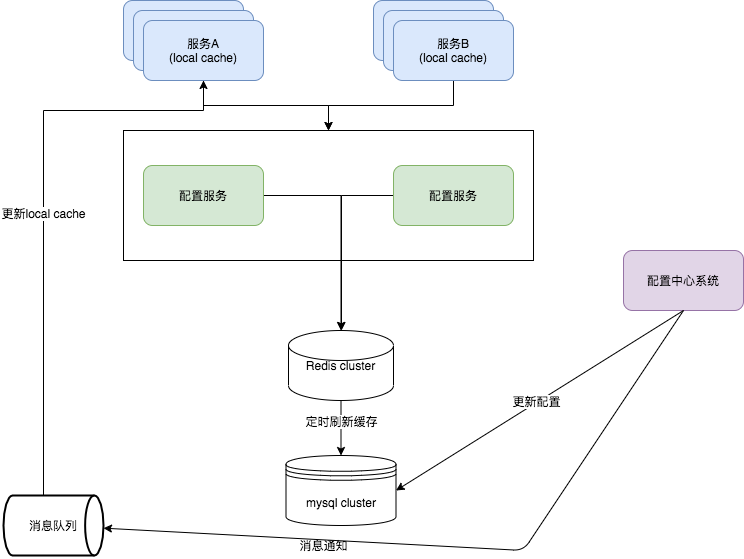 服务A
(local cache)
服务B
(local cache)
配置服务
配置服务
更新local cache
配置中心系统
Redis cluster
更新配置
定时刷新缓存
mysql cluster
消息队列
消息通知